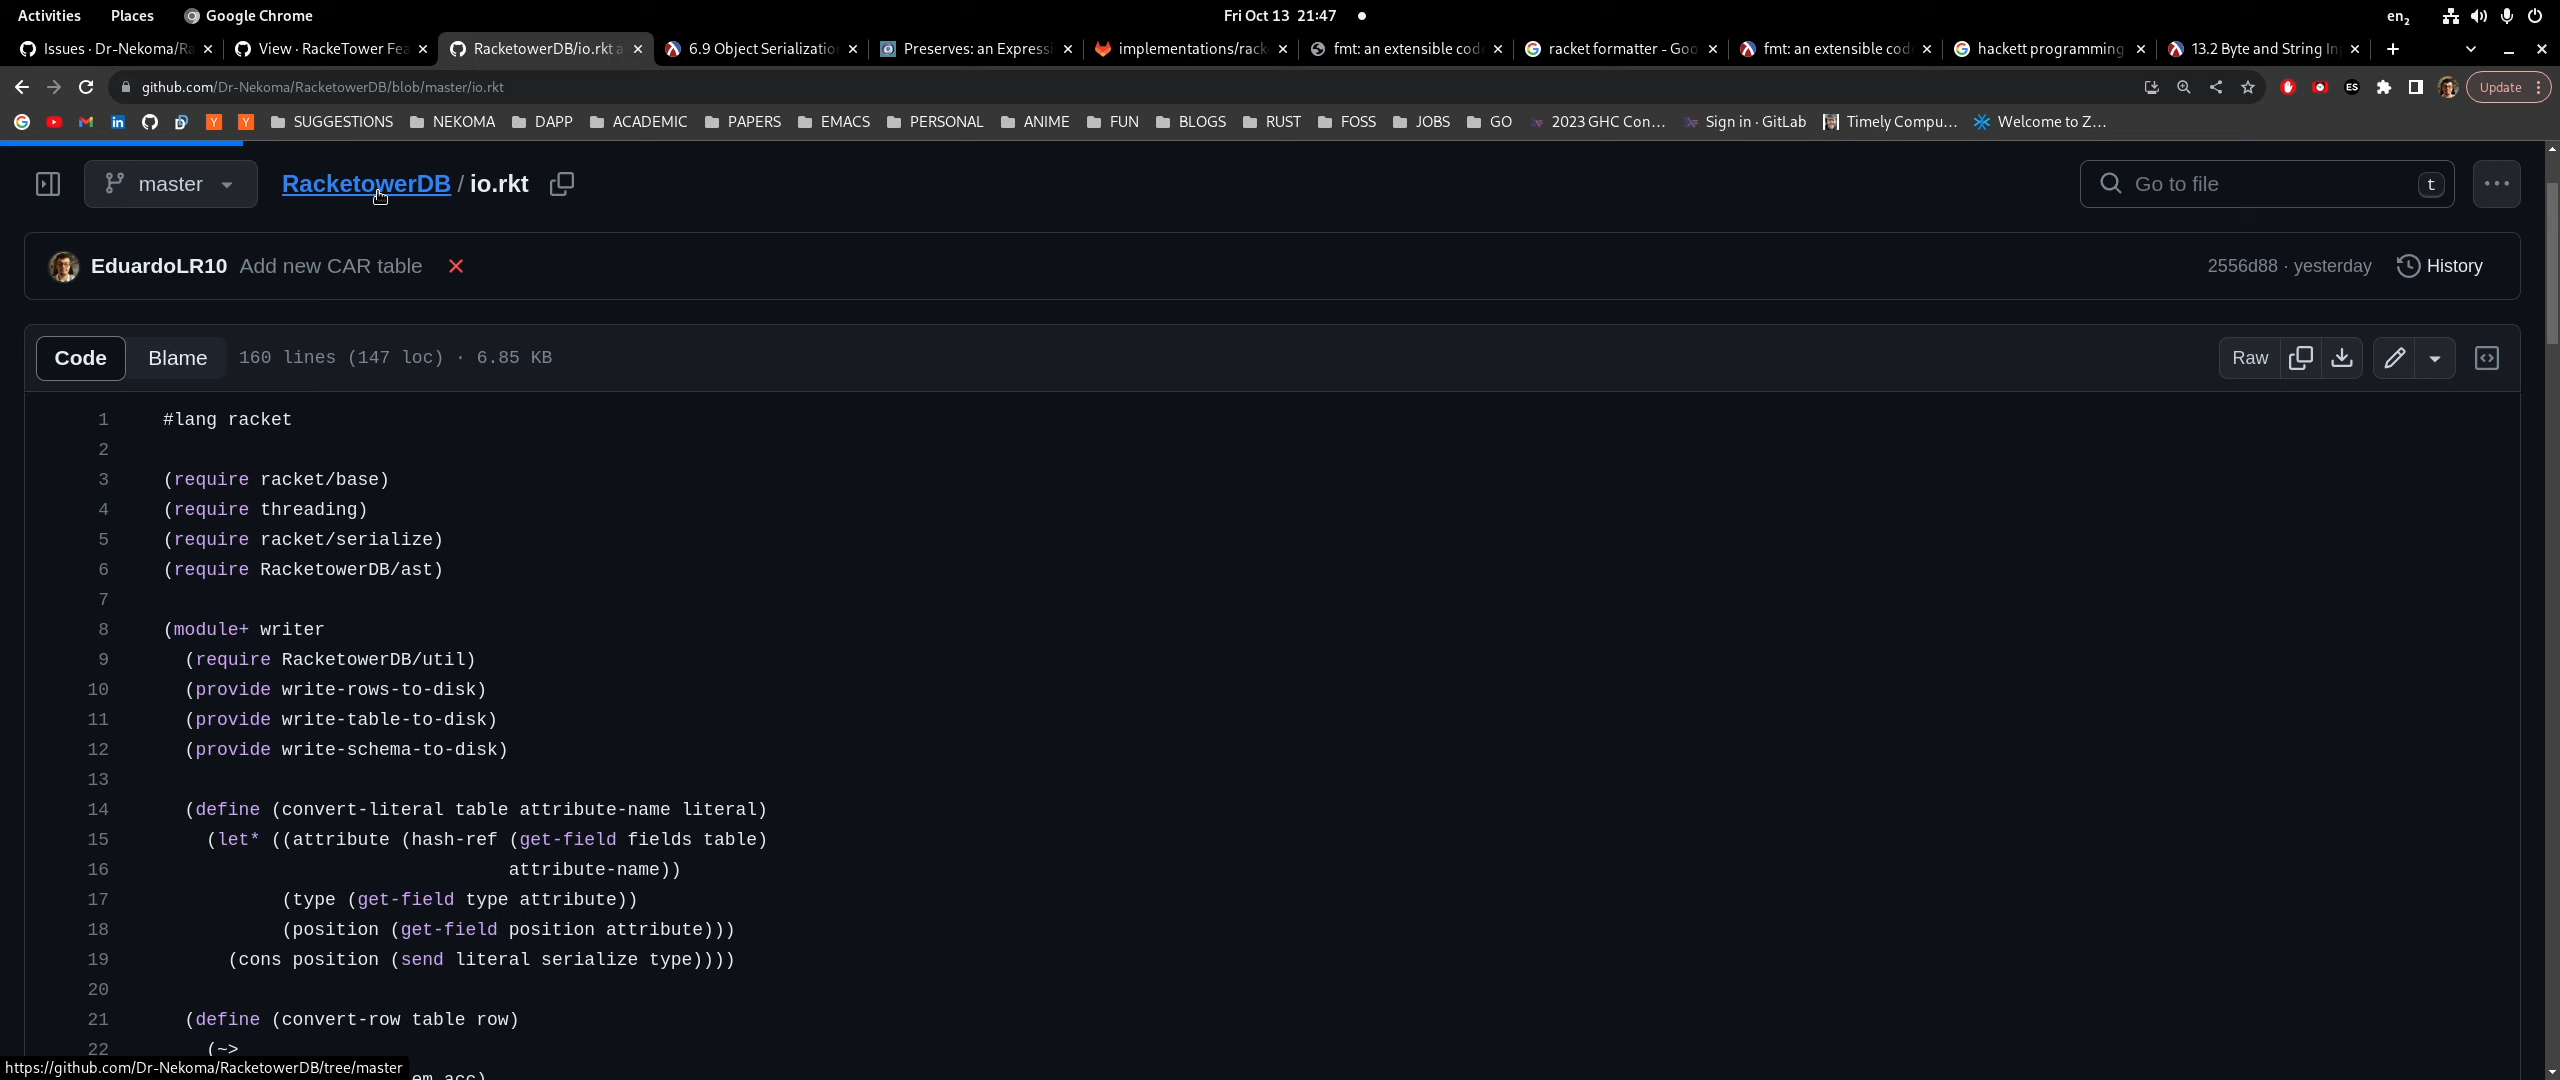 Activities Places Google Chrome Fri Oct 13 21:47 en2
Issues · Dr-Nekoma/Ra View · RackeTower Fea RacketowerDB/io.rkt a 6.9 Object Serializatio Preserves: an Expressi implementations/rack fmt: an extensible cod racket formatter - Goo fmt: an extensible cod hackett programming 13.2 Byte and String In
github.com/Dr-Nekoma/RacketowerDB/blob/master/io.rkt ES Update
SUGGESTIONS NEKOMA DAPP ACADEMIC PAPERS EMACS PERSONAL ANIME FUN BLOGS RUST FOSS JOBS GO 2023 GHC Con... Sign in · GitLab Timely Compu... Welcome to Z...
master RacketowerDB / io.rkt Go to file t
EduardoLR10 Add new CAR table 2556d88 · yesterday History
Code Blame 160 lines (147 loc) · 6.85 KB Raw
1 #lang racket
2
3 (require racket/base)
4 (require threading)
5 (require racket/serialize)
6 (require RacketowerDB/ast)
7
8 (module+ writer
9 (require RacketowerDB/util)
10 (provide write-rows-to-disk)
11 (provide write-table-to-disk)
12 (provide write-schema-to-disk)
13
14 (define (convert-literal table attribute-name literal)
15 (let* ((attribute (hash-ref (get-field fields table)
16 attribute-name))
17 (type (get-field type attribute))
18 (position (get-field position attribute)))
19 (cons position (send literal serialize type))))
20
21 (define (convert-row table row)
22 (~>
https://github.com/Dr-Nekoma/RacketowerDB/tree/master
acc)